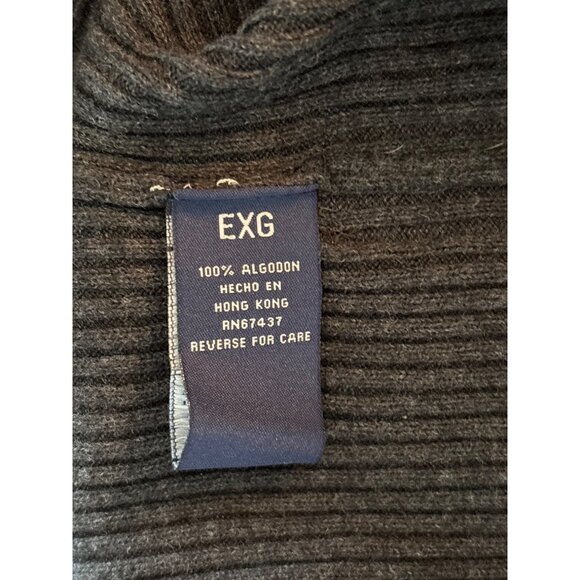 EXG
100% ALGODON
HECHO EN
HONG KONG
RN67437
REVERSE FOR CARE